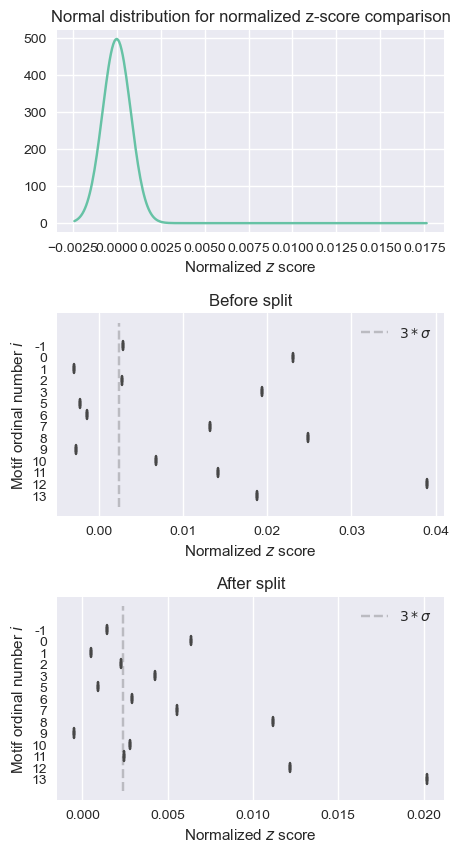 Normal distribution for normalized z-score comparison
500
400
300
200
100
0
−0.0025 0.0000 0.0025 0.0050 0.0075 0.0100 0.0125 0.0150 0.0175
Normalized z score
Before split
Motif ordinal number i
-1
0
1
2
3
5
6
7
8
9
10
11
12
13
3 * σ
0.00 0.01 0.02 0.03 0.04
Normalized z score
After split
Motif ordinal number i
-1
0
1
2
3
5
6
7
8
9
10
11
12
13
3 * σ
0.000 0.005 0.010 0.015 0.020
Normalized z score